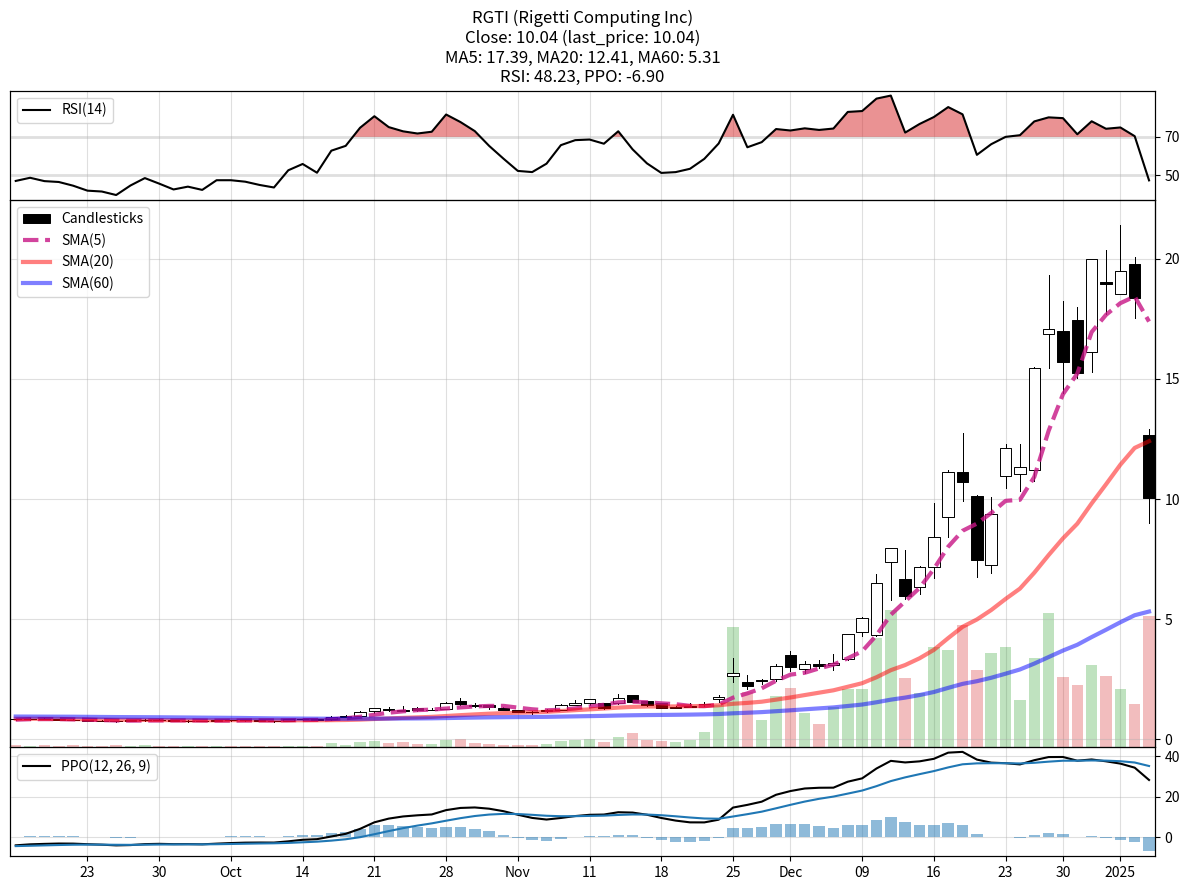 RGTI (Rigetti Computing Inc)
Close: 10.04 (last_price: 10.04)
MA5: 17.39, MA20: 12.41, MA60: 5.31
RSI: 48.23, PPO: -6.90
RSI(14)
70
50
Candlesticks
SMA(5)
SMA(20)
SMA(60)
20
15
10
5
0
PPO(12, 26, 9)
40
20
0
23 30 Oct 14 21 28 Nov 11 18 25 Dec 09 16 23 30 2025